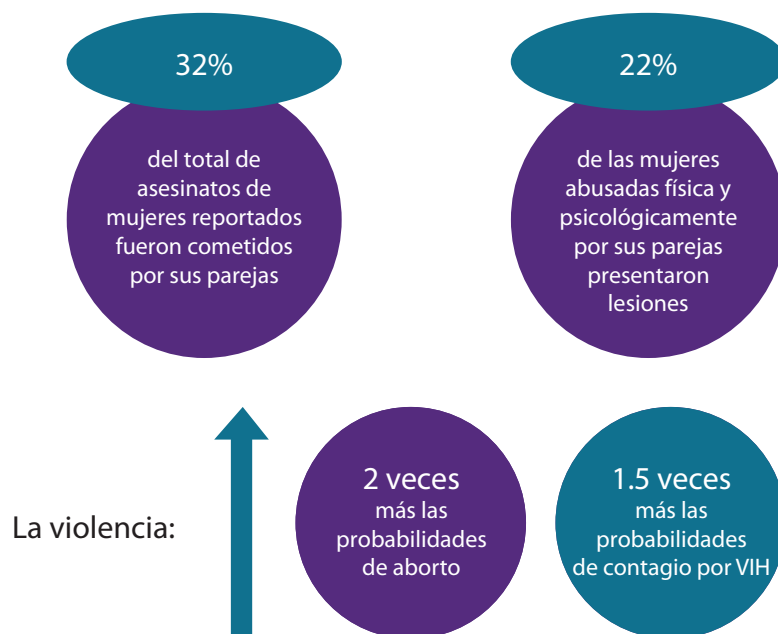 32%
del total de
asesinatos de
mujeres reportados
fueron cometidos
por sus parejas
22%
de las mujeres
abusadas física y
psicológicamente
por sus parejas
presentaron
lesiones
La violencia:
2 veces
más las
probabilidades
de aborto
1.5 veces
más las
probabilidades
de contagio por VIH